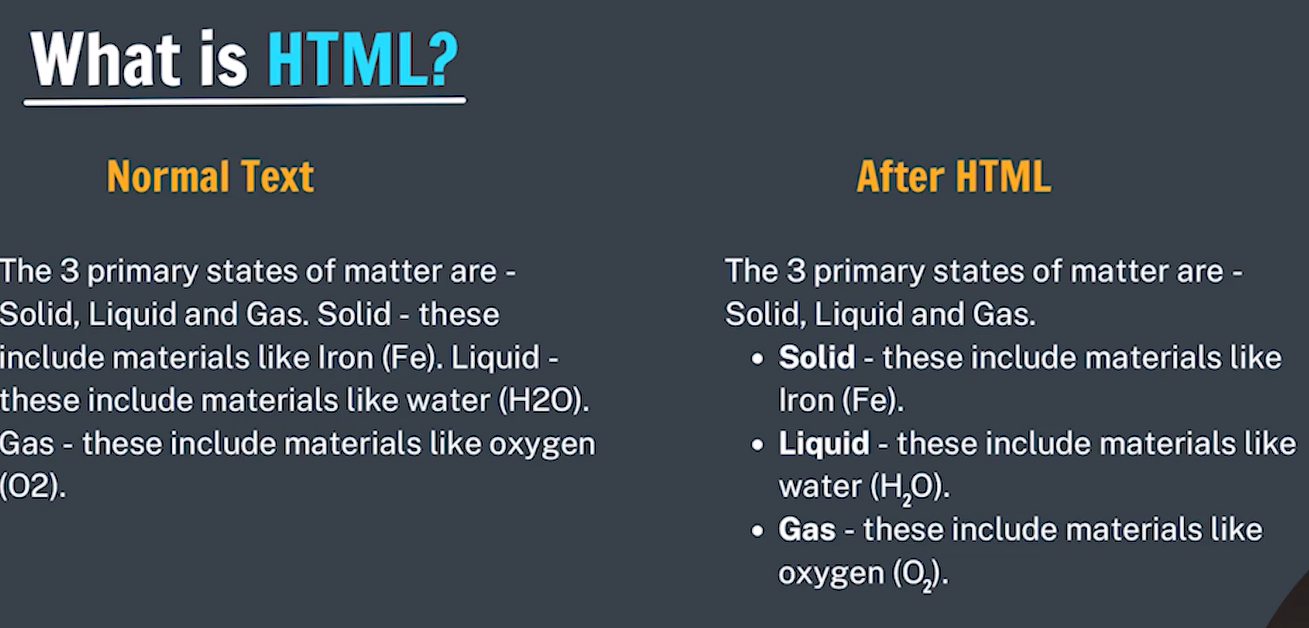 What is HTML?
Normal Text
The 3 primary states of matter are -
Solid, Liquid and Gas. Solid - these
include materials like Iron (Fe). Liquid -
these include materials like water (H2O).
Gas - these include materials like oxygen
(O2).
After HTML
The 3 primary states of matter are -
Solid, Liquid and Gas.
• Solid - these include materials like
Iron (Fe).
• Liquid - these include materials like
water (H₂O).
• Gas - these include materials like
oxygen (O₂).